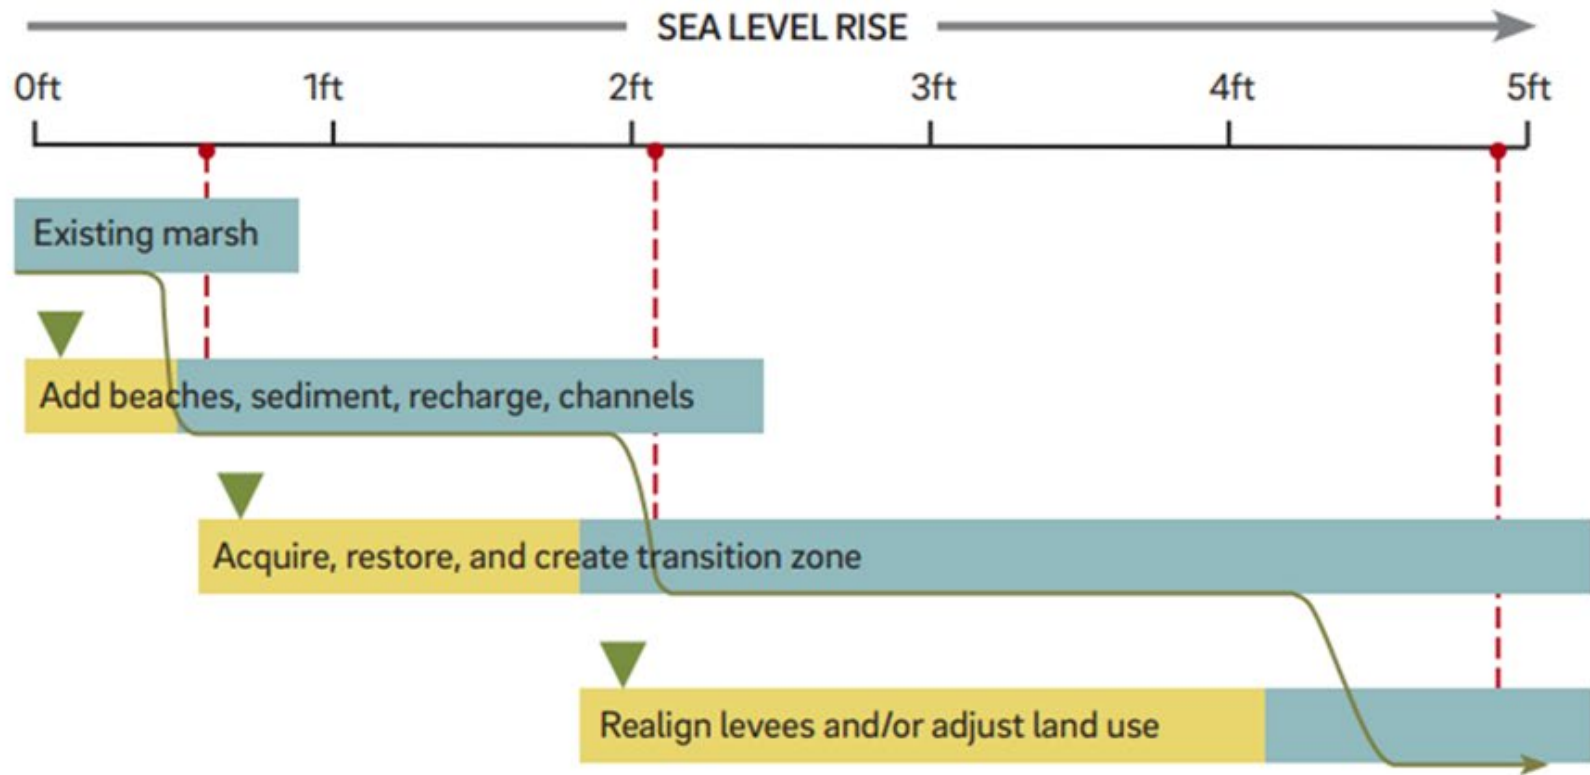 SEA LEVEL RISE
0ft 1ft 2ft 3ft 4ft 5ft
Existing marsh
Add beaches, sediment, recharge, channels
Acquire, restore, and create transition zone
Realign levees and/or adjust land use